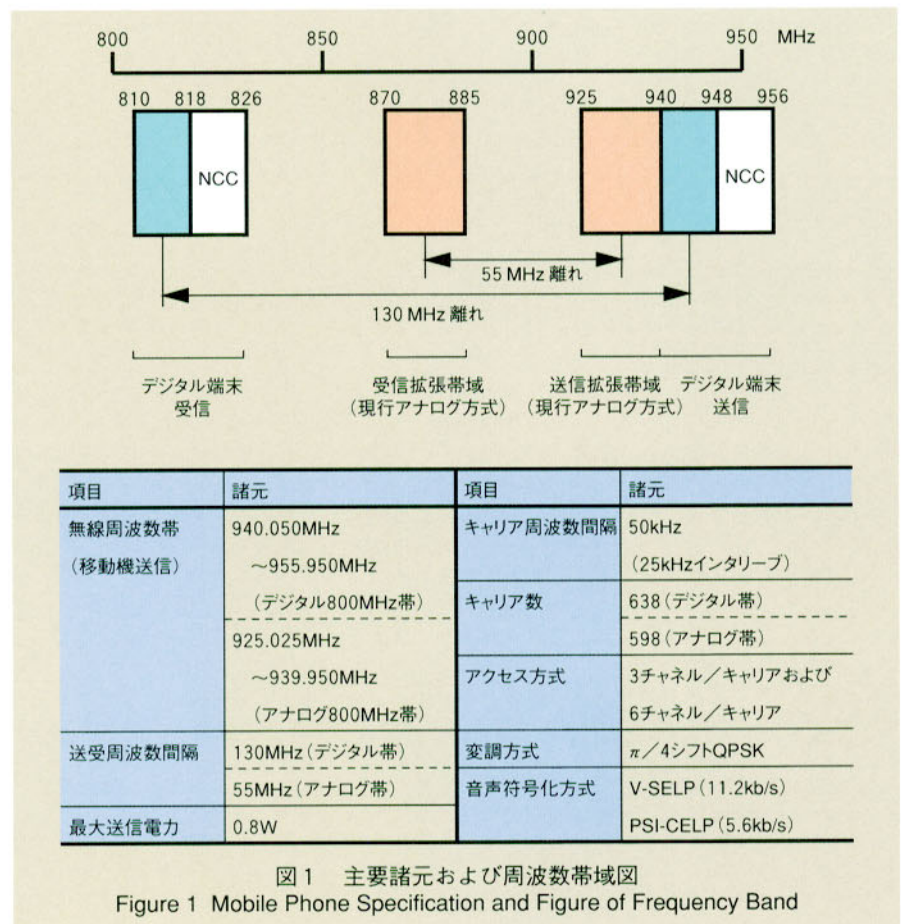 800 850 900 950 MHz
810 818 826 870 885 925 940 948 956
NCC NCC
55 MHz 離れ
130 MHz 離れ
デジタル端末 受信拡張帯域 送信拡張帯域 デジタル端末
受信 (現行アナログ方式) (現行アナログ方式) 送信
項目 諸元 項目 諸元
無線周波数帯 940.050MHz キャリア周波数間隔 50kHz
(移動機送信) ~955.950MHz (25kHzインタリーブ)
(デジタル800MHz帯) キャリア数 638(デジタル帯)
925.025MHz 598(アナログ帯)
~939.950MHz アクセス方式 3チャネル/キャリアおよび
(アナログ800MHz帯) 6チャネル/キャリア
送受周波数間隔 130MHz(デジタル帯) 変調方式 π/4シフトQPSK
55MHz(アナログ帯) 音声符号化方式 V-SELP(11.2kb/s)
最大送信電力 0.8W PSI-CELP(5.6kb/s)
図1 主要諸元および周波数帯域図
Figure 1 Mobile Phone Specification and Figure of Frequency Band